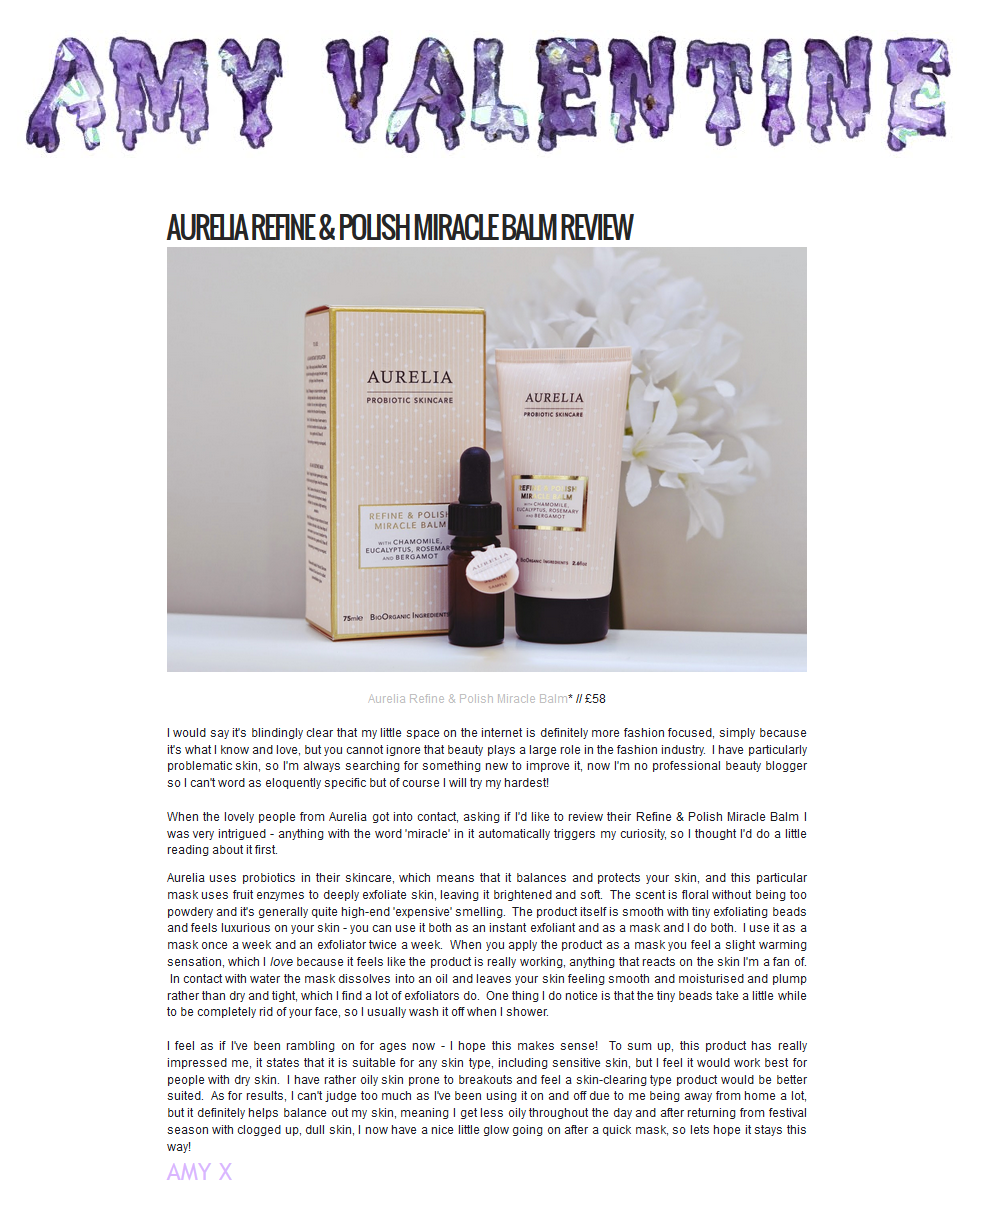 AMY VALENTINE
AURELIA REFINE & POLISH MIRACLE BALM REVIEW
AURELIA
PROBIOTIC SKINCARE
REFINE & POLISH
MIRACLE BALM
WITH CHAMOMILE,
EUCALYPTUS, ROSEMARY
AND BERGAMOT
75ml e BIOORGANIC INGREDIENTS
AURELIA
AURELIA
PROBIOTIC SKINCARE
REFINE & POLISH
MIRACLE BALM
WITH CHAMOMILE,
EUCALYPTUS, ROSEMARY
AND BERGAMOT
BIOORGANIC INGREDIENTS 2.6floz
Aurelia Refine & Polish Miracle Balm* // £58
I would say it's blindingly clear that my little space on the internet is definitely more fashion focused, simply because
it's what I know and love, but you cannot ignore that beauty plays a large role in the fashion industry. I have particularly
problematic skin, so I'm always searching for something new to improve it, now I'm no professional beauty blogger
so I can't word as eloquently specific but of course I will try my hardest!
When the lovely people from Aurelia got into contact, asking if I'd like to review their Refine & Polish Miracle Balm I
was very intrigued - anything with the word 'miracle' in it automatically triggers my curiosity, so I thought I'd do a little
reading about it first.
Aurelia uses probiotics in their skincare, which means that it balances and protects your skin, and this particular
mask uses fruit enzymes to deeply exfoliate skin, leaving it brightened and soft. The scent is floral without being too
powdery and it's generally quite high-end 'expensive' smelling. The product itself is smooth with tiny exfoliating beads
and feels luxurious on your skin - you can use it both as an instant exfoliant and as a mask and I do both. I use it as a
mask once a week and an exfoliator twice a week. When you apply the product as a mask you feel a slight warming
sensation, which I love because it feels like the product is really working, anything that reacts on the skin I'm a fan of.
In contact with water the mask dissolves into an oil and leaves your skin feeling smooth and moisturised and plump
rather than dry and tight, which I find a lot of exfoliators do. One thing I do notice is that the tiny beads take a little while
to be completely rid of your face, so I usually wash it off when I shower.
I feel as if I've been rambling on for ages now - I hope this makes sense! To sum up, this product has really
impressed me, it states that it is suitable for any skin type, including sensitive skin, but I feel it would work best for
people with dry skin. I have rather oily skin prone to breakouts and feel a skin-clearing type product would be better
suited. As for results, I can't judge too much as I've been using it on and off due to me being away from home a lot,
but it definitely helps balance out my skin, meaning I get less oily throughout the day and after returning from festival
season with clogged up, dull skin, I now have a nice little glow going on after a quick mask, so lets hope it stays this
way!
AMY X